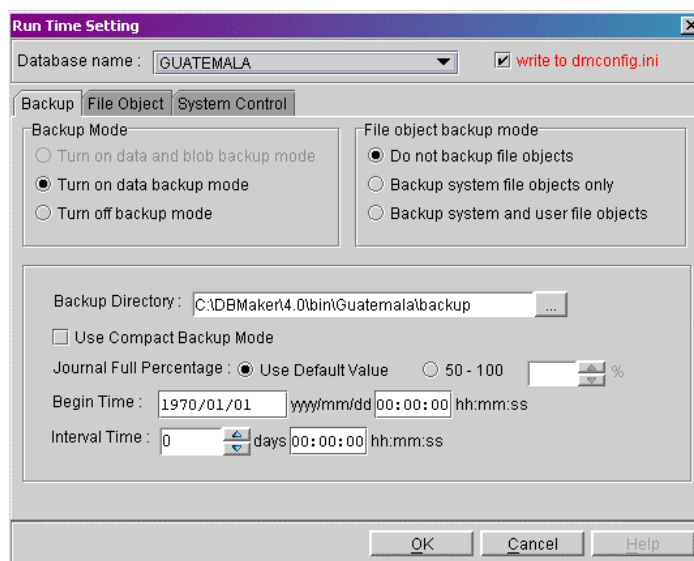 Run Time Setting
Database name : GUATEMALA write to dmconfig.ini
Backup File Object System Control
Backup Mode
Turn on data and blob backup mode
Turn on data backup mode
Turn off backup mode
File object backup mode
Do not backup file objects
Backup system file objects only
Backup system and user file objects
Backup Directory : C:\DBMaker\4.0\bin\Guatemala\backup ...
Use Compact Backup Mode
Journal Full Percentage : Use Default Value 50 - 100 %
Begin Time : 1970/01/01 yyyy/mm/dd 00:00:00 hh:mm:ss
Interval Time : 0 days 00:00:00 hh:mm:ss
OK Cancel Help